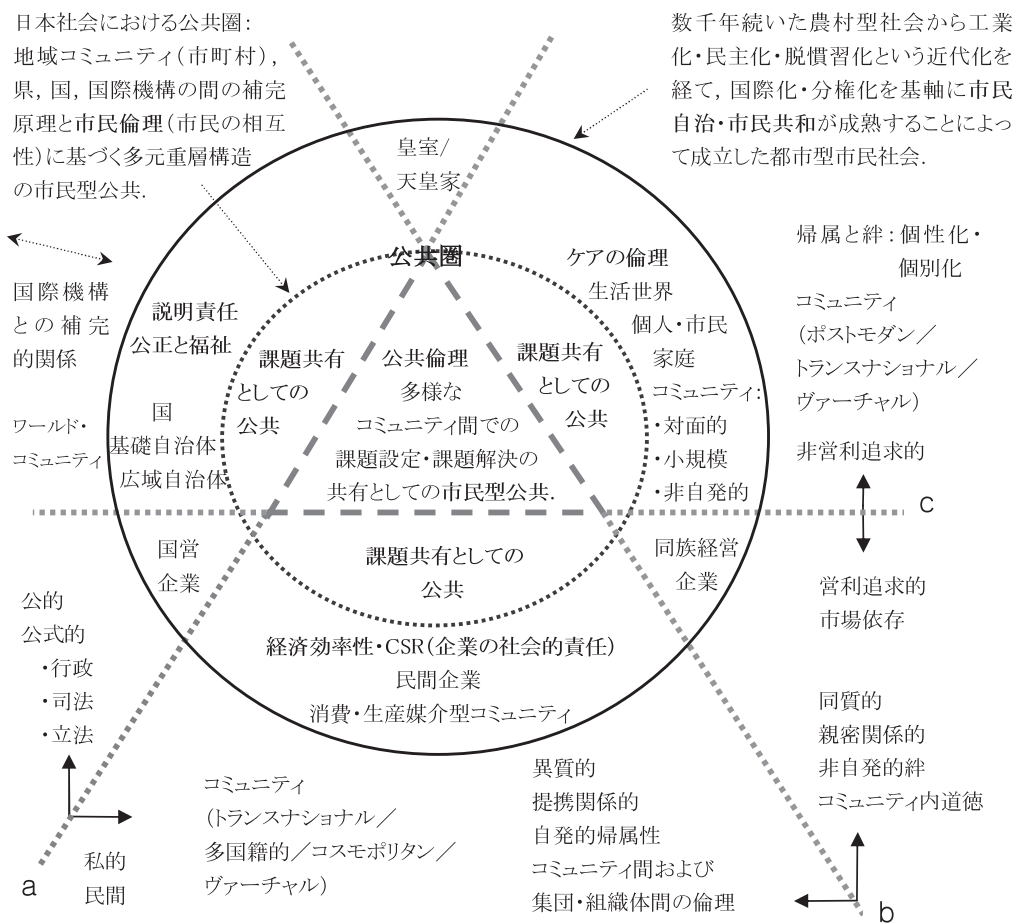 日本社会における公共圏：
地域コミュニティ（市町村），
県，国，国際機構の間の補完
原理と市民倫理（市民の相互
性）に基づく多元重層構造
の市民型公共．
数千年続いた農村型社会から工業
化・民主化・脱慣習化という近代化を
経て，国際化・分権化を基軸に市民
自治・市民共和が成熟することによっ
て成立した都市型市民社会．
皇室/
天皇家
公共圏
国際機構
との補完
的関係
ワールド・
コミュニティ
説明責任
公正と福祉
国
基礎自治体
広域自治体
課題共有
としての
公共
公共倫理
多様な
コミュニティ間での
課題設定・課題解決の
共有としての市民型公共．
課題共有
としての
公共
ケアの倫理
生活世界
個人・市民
家庭
コミュニティ：
・対面的
・小規模
・非自発的
帰属と絆：個性化・
個別化
コミュニティ
（ポストモダン／
トランスナショナル／
ヴァーチャル）
非営利追求的
c
営利追求的
市場依存
国営
企業
課題共有としての
公共
同族経営
企業
経済効率性・CSR（企業の社会的責任）
民間企業
消費・生産媒介型コミュニティ
公的
公式的
・行政
・司法
・立法
私的
民間
a
コミュニティ
（トランスナショナル／
多国籍的／コスモポリタン／
ヴァーチャル）
異質的
提携関係的
自発的帰属性
コミュニティ間および
集団・組織体間の倫理
同質的
親密関係的
非自発的絆
コミュニティ内道徳
b